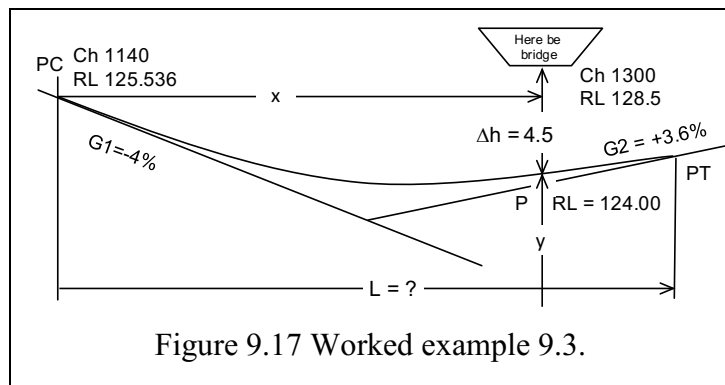 Here be
bridge
PC
Ch 1140
RL 125.536
Ch 1300
RL 128.5
x
G1=-4%
Δh = 4.5
G2 = +3.6%
P
RL = 124.00
PT
y
L = ?
Figure 9.17 Worked example 9.3.